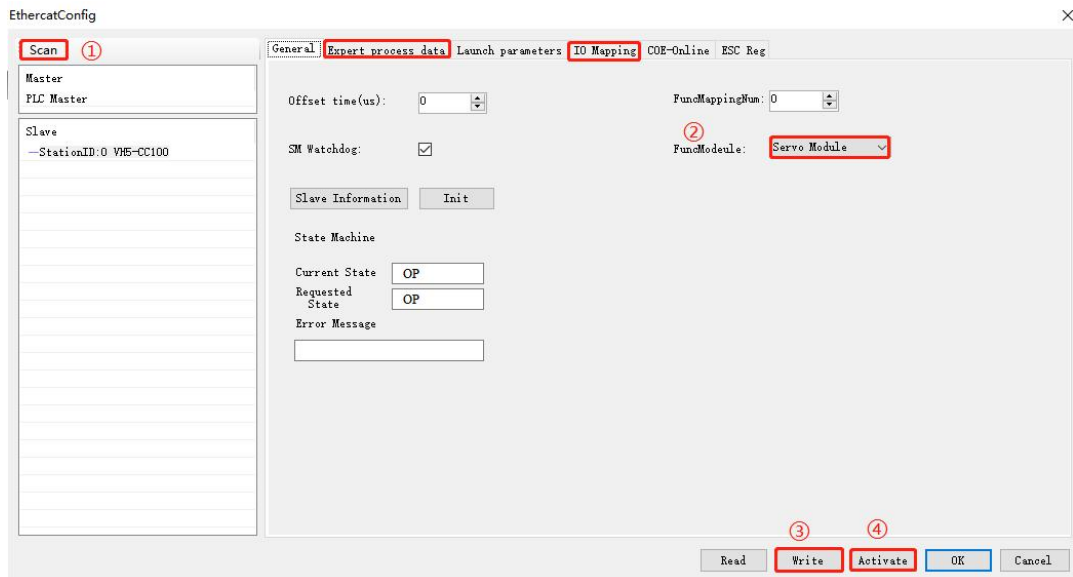 EthercatConfig
Scan ①
General Expert process data Launch parameters IO Mapping COE-Online ESC Reg
Master
PLC Master
Slave
StationID:0 VH5-CC100
Offset time(us): 0
FuncMappingNum: 0
SM Watchdog:
②
FuncModeule: Servo Module
Slave Information Init
State Machine
Current State OP
Requested State OP
Error Message
③ ④
Read Write Activate OK Cancel